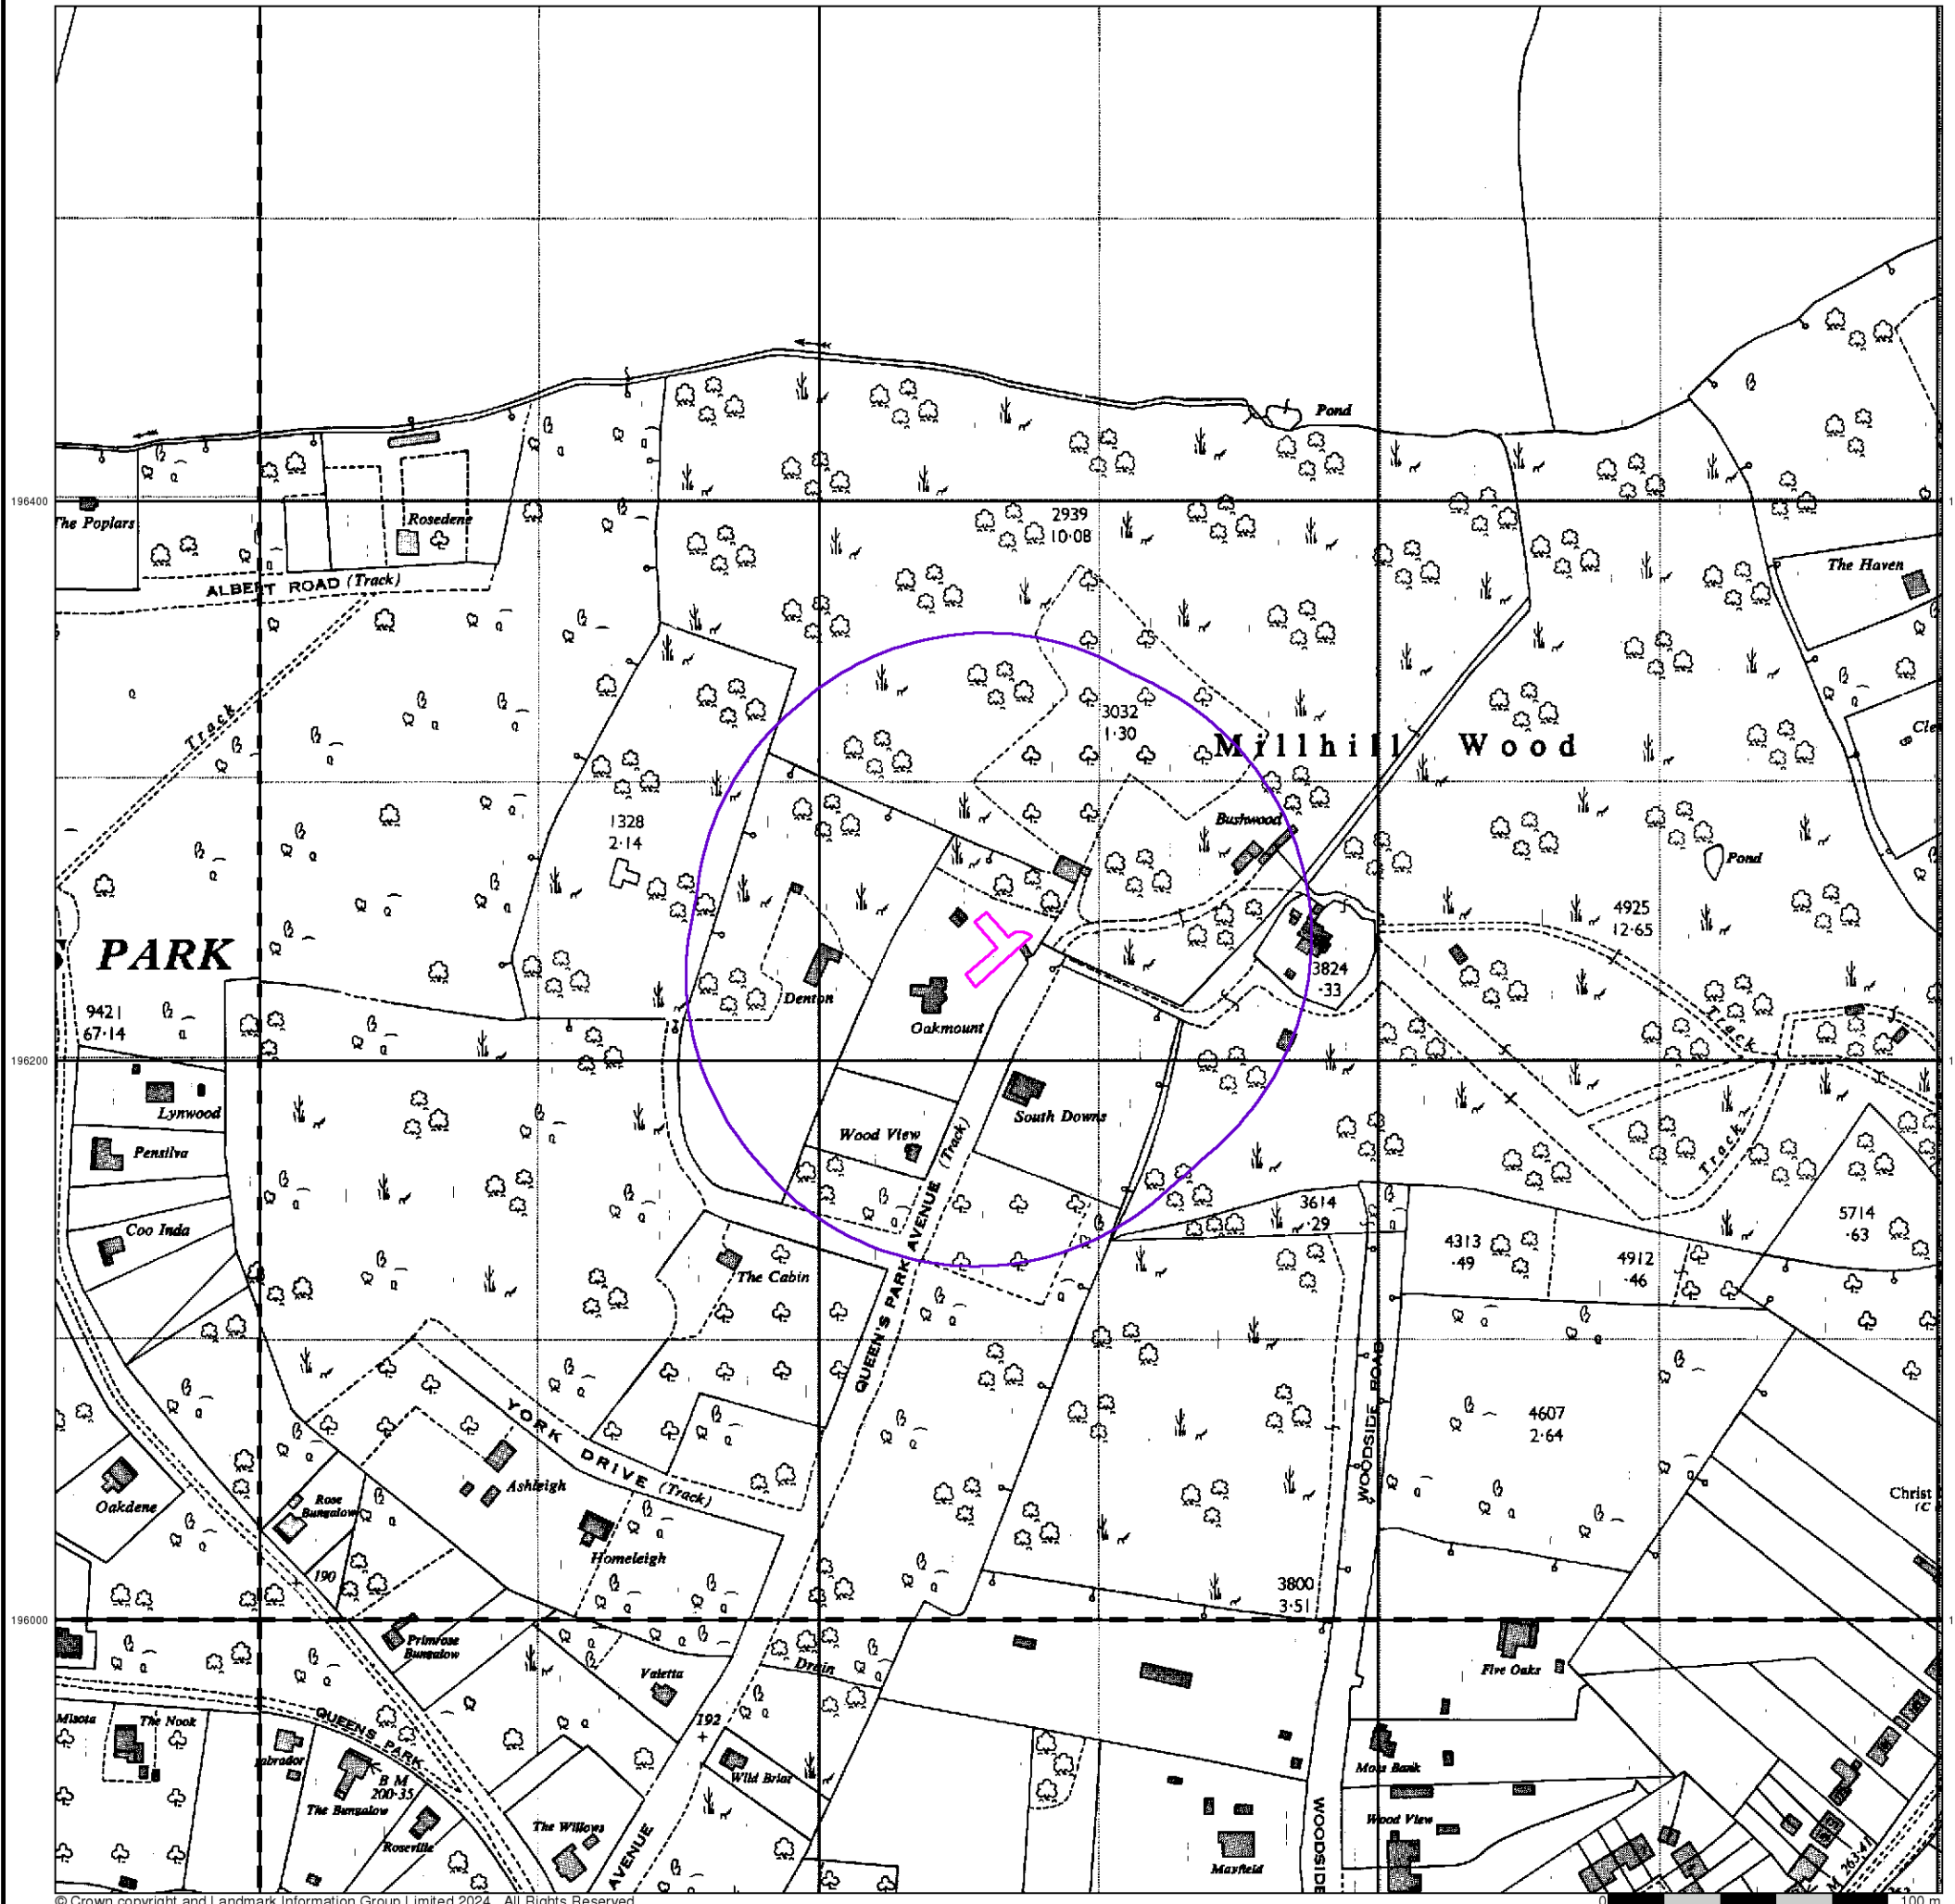 Pond
196400
The Poplars
Rosedene
2939
10·08
ALBERT ROAD (Track)
The Haven
Track
3032
1·30
Millhill Wood
1328
2·14
Bushwood
Pond
4925
12·65
PARK
Denton
3824
·33
9421
67·14
Oakmount
Track
196200
Lynwood
South Downs
Pensilva
Wood View
Track
Coo Inda
3614
·29
5714
·63
4313
·49
4912
·46
The Cabin
QUEEN'S PARK AVENUE (Track)
WOODSIDE ROAD
YORK DRIVE (Track)
4607
2·64
Ashleigh
Oakdene
Rose
Bungalow
Christ
Homeleigh
190
3800
3·51
196000
Primrose
Bungalow
Valetta
Drain
Five Oaks
Misota
The Nook
QUEENS PARK
192
Wild Briar
Moss Bank
B M
200·35
The Bungalow
Roseville
The Willows
AVENUE
WOODSIDE
Wood View
Mayfield
263·41
© Crown copyright and Landmark Information Group Limited 2024. All Rights Reserved.
0
100 m